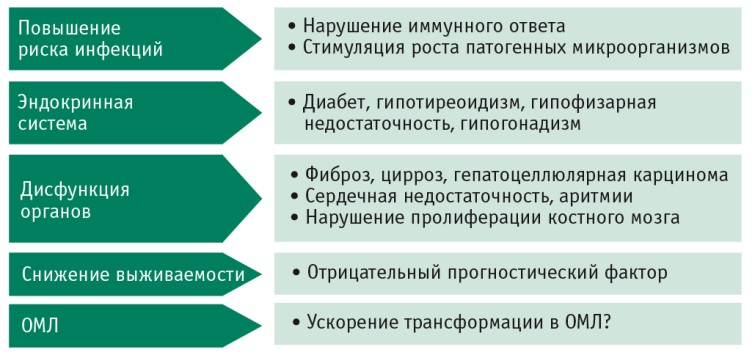 Повышение
риска инфекций
• Нарушение иммунного ответа
• Стимуляция роста патогенных микроорганизмов
Эндокринная
система
• Диабет, гипотиреоидизм, гипофизарная
недостаточность, гипогонадизм
Дисфункция
органов
• Фиброз, цирроз, гепатоцеллюлярная карцинома
• Сердечная недостаточность, аритмии
• Нарушение пролиферации костного мозга
Снижение выживаемости
• Отрицательный прогностический фактор
ОМЛ
• Ускорение трансформации в ОМЛ?